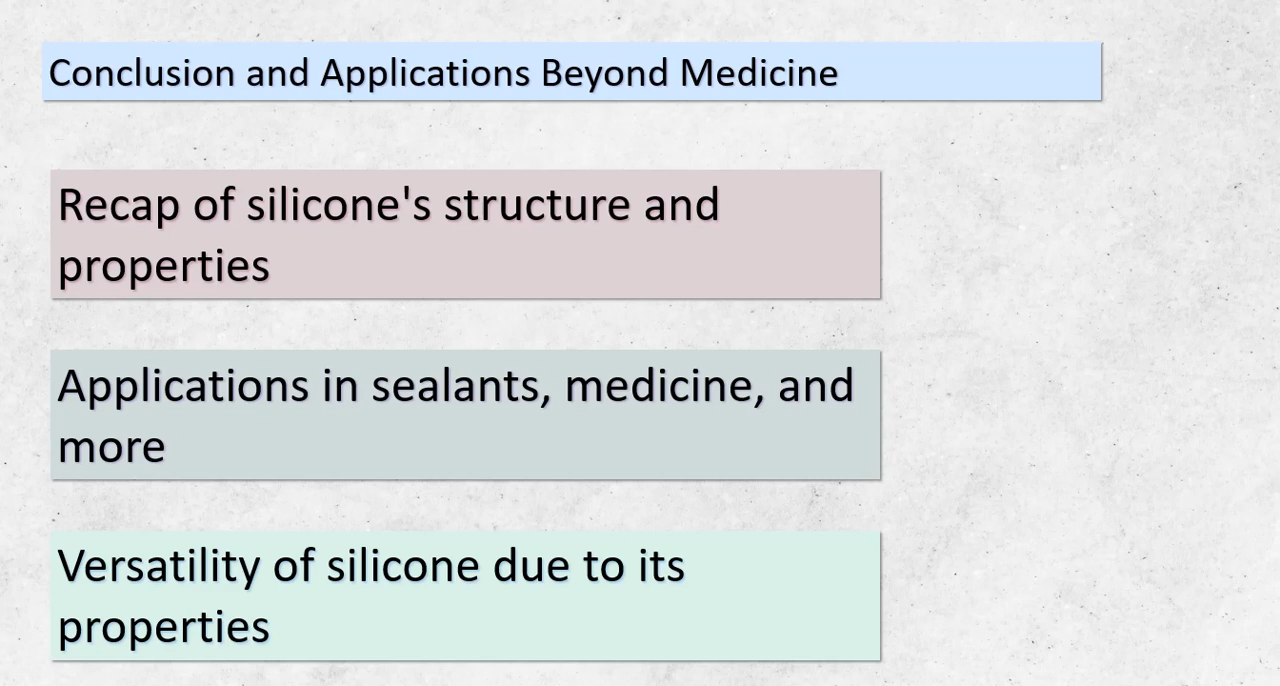 Conclusion and Applications Beyond Medicine
Recap of silicone's structure and
properties
Applications in sealants, medicine, and
more
Versatility of silicone due to its
properties